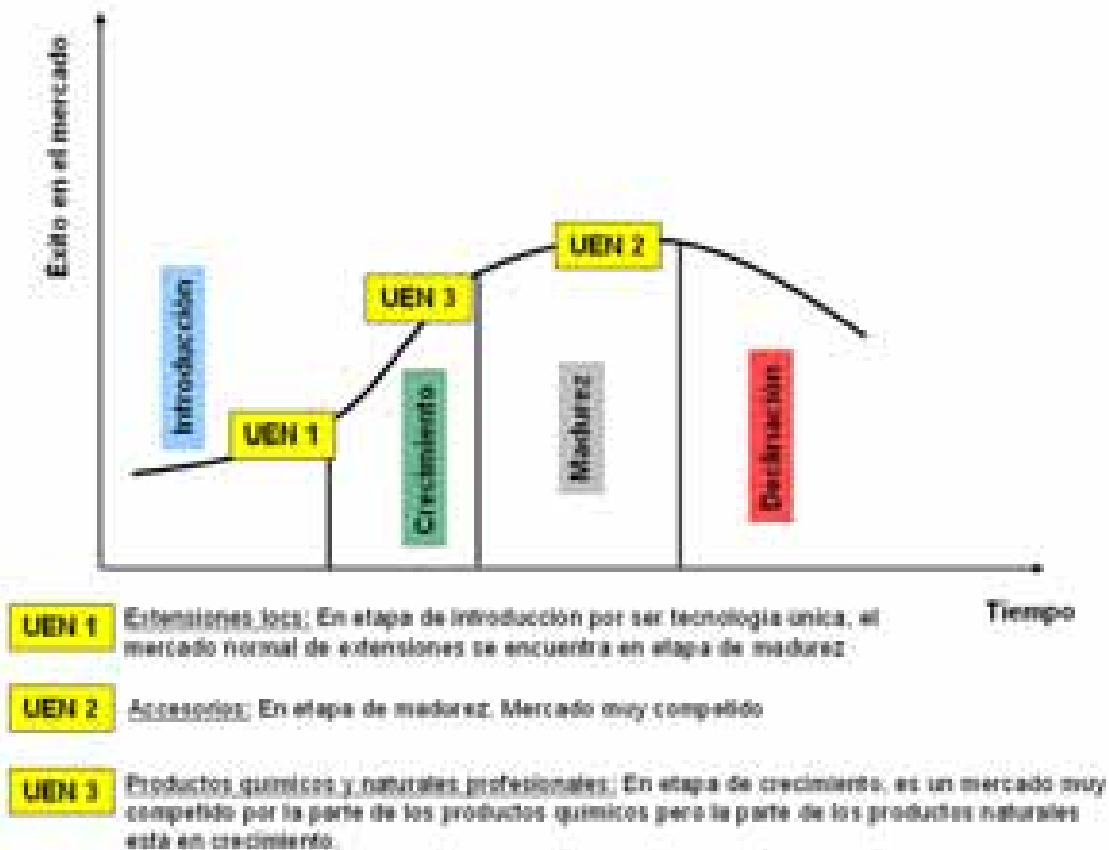 Éxito en el mercado
Introducción
UEN 1
UEN 3
Crecimiento
UEN 2
Madurez
Declinación
Tiempo
UEN 1 Extensiones locs: En etapa de introducción por ser tecnología única, el
mercado normal de extensiones se encuentra en etapa de madurez
UEN 2 Accesorios: En etapa de madurez. Mercado muy competido
UEN 3 Productos químicos y naturales profesionales: En etapa de crecimiento, es un mercado muy
competido por la parte de los productos químicos pero la parte de los productos naturales
está en crecimiento.